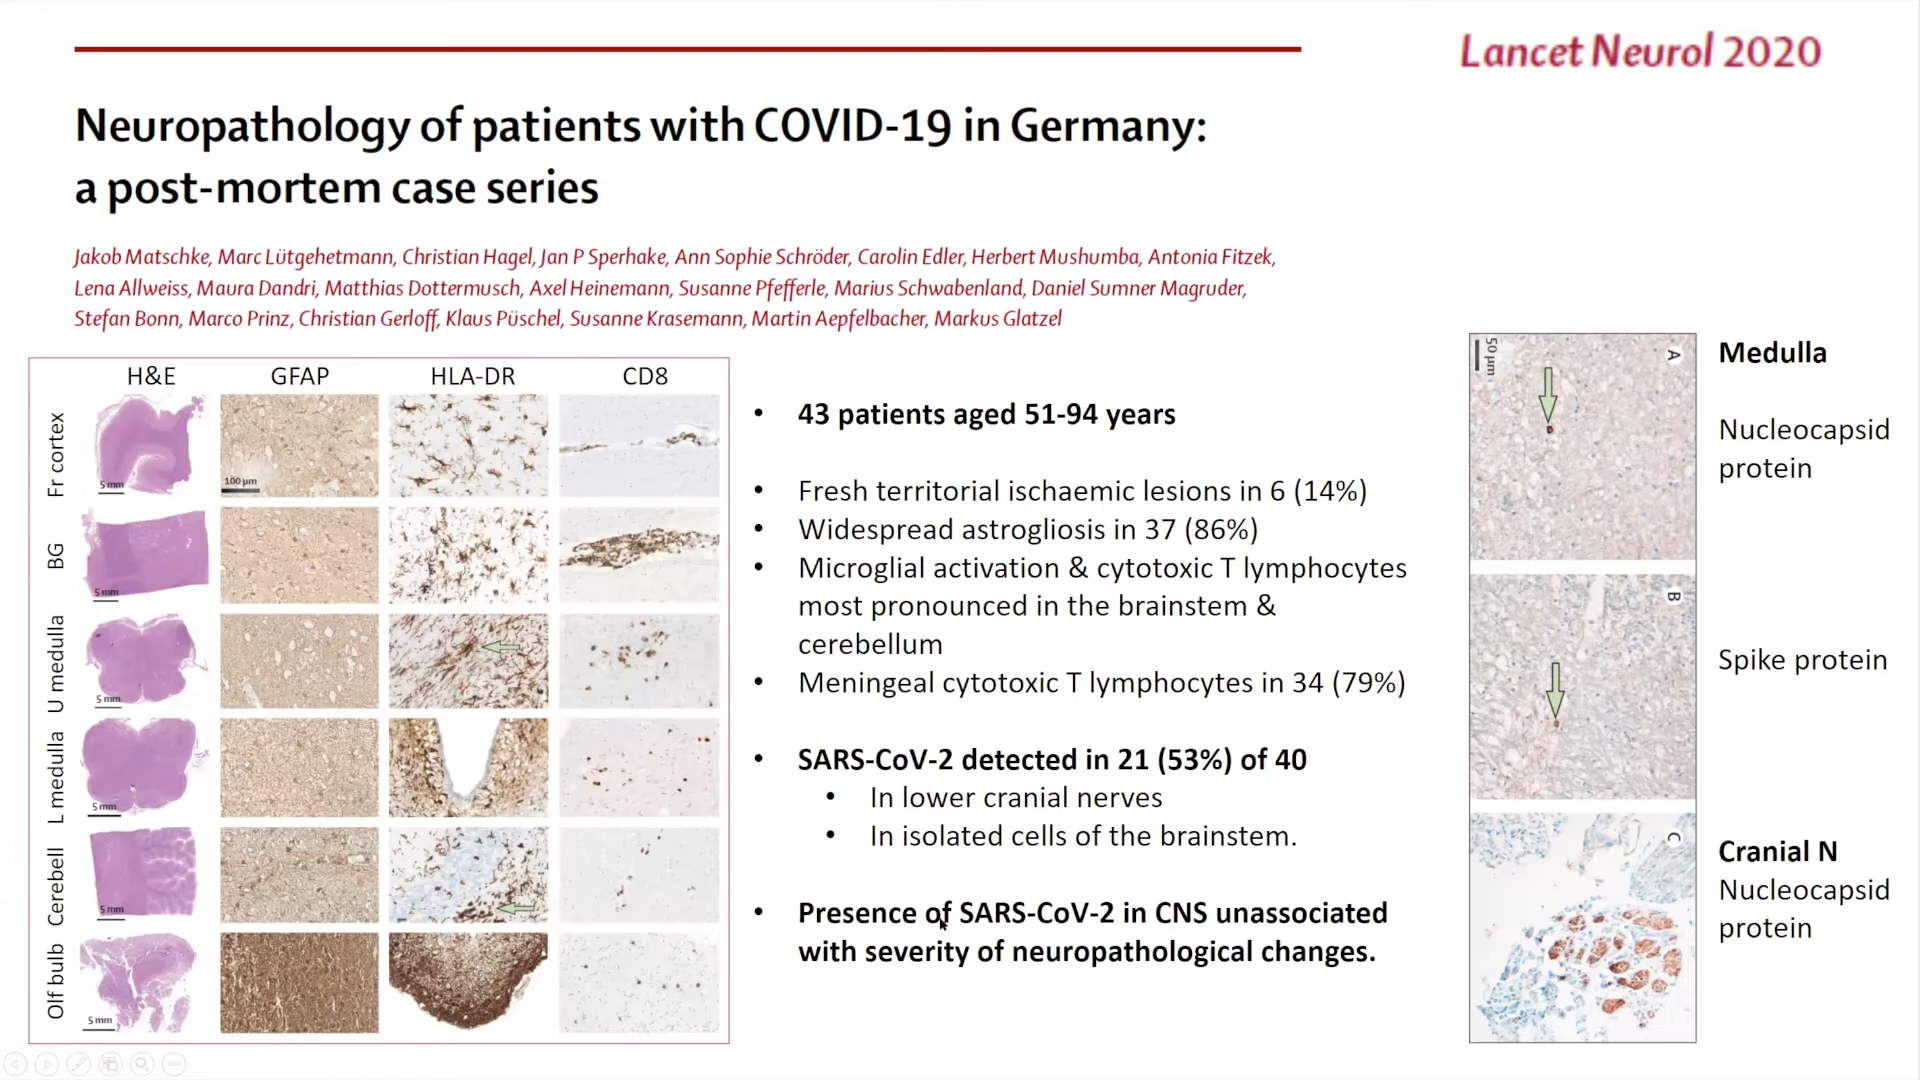 Lancet Neurol 2020
Neuropathology of patients with COVID-19 in Germany:
a post-mortem case series
Jakob Matschke, Marc Lütgehetmann, Christian Hagel, Jan P Sperhake, Ann Sophie Schröder, Carolin Edler, Herbert Mushumba, Antonia Fitzek,
Lena Allweiss, Maura Dandri, Matthias Dottermusch, Axel Heinemann, Susanne Pfefferle, Marius Schwabenland, Daniel Sumner Magruder,
Stefan Bonn, Marco Prinz, Christian Gerloff, Klaus Püschel, Susanne Krasemann, Martin Aepfelbacher, Markus Glatzel
H&E GFAP HLA-DR CD8
Fr cortex
5 mm
100 µm
BG
5 mm
U medulla
5 mm
L medulla
5 mm
Cerebell
5 mm
Olf bulb
5 mm
• 43 patients aged 51-94 years
• Fresh territorial ischaemic lesions in 6 (14%)
• Widespread astrogliosis in 37 (86%)
• Microglial activation & cytotoxic T lymphocytes
most pronounced in the brainstem &
cerebellum
• Meningeal cytotoxic T lymphocytes in 34 (79%)
• SARS-CoV-2 detected in 21 (53%) of 40
• In lower cranial nerves
• In isolated cells of the brainstem.
• Presence of SARS-CoV-2 in CNS unassociated
with severity of neuropathological changes.
50 µm
A
B
C
Medulla
Nucleocapsid
protein
Spike protein
Cranial N
Nucleocapsid
protein